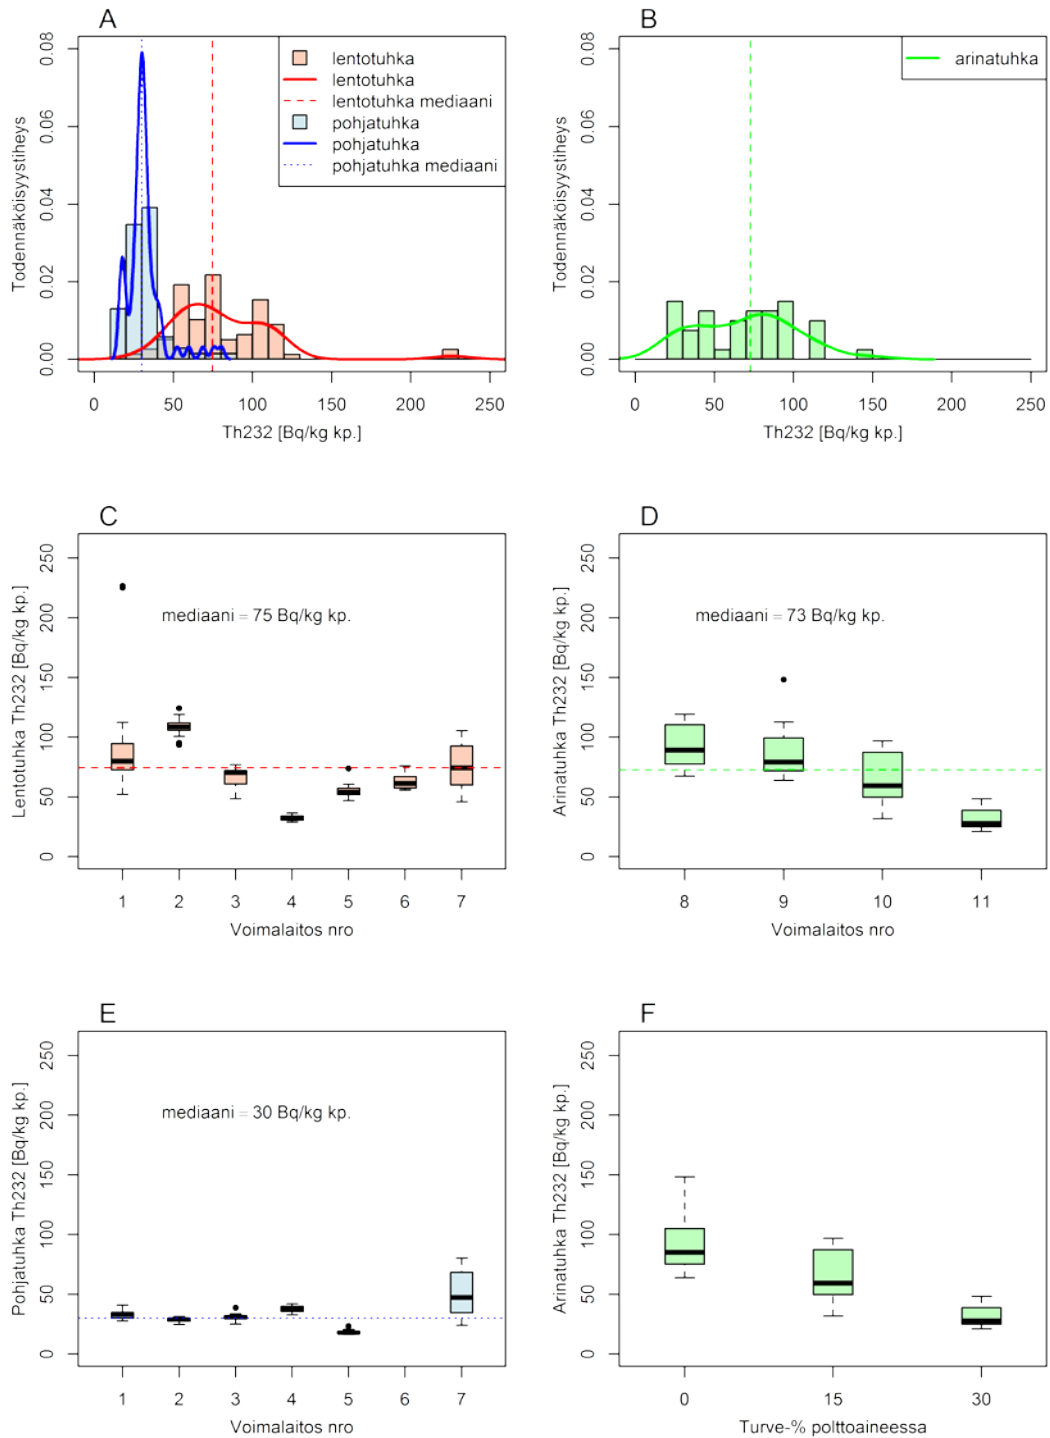 A
Todennäköisyystiheys
0.08
0.06
0.04
0.02
0.00
lentotuhka
lentotuhka
lentotuhka mediaani
pohjatuhka
pohjatuhka
pohjatuhka mediaani
0 50 100 150 200 250
Th232 [Bq/kg kp.]
B
Todennäköisyystiheys
0.08
0.06
0.04
0.02
0.00
arinatuhka
0 50 100 150 200 250
Th232 [Bq/kg kp.]
C
Lentotuhka Th232 [Bq/kg kp.]
250
200
150
100
50
0
mediaani = 75 Bq/kg kp.
1 2 3 4 5 6 7
Voimalaitos nro
D
Arinatuhka Th232 [Bq/kg kp.]
250
200
150
100
50
0
mediaani = 73 Bq/kg kp.
8 9 10 11
Voimalaitos nro
E
Pohjatuhka Th232 [Bq/kg kp.]
250
200
150
100
50
0
mediaani = 30 Bq/kg kp.
1 2 3 4 5 6 7
Voimalaitos nro
F
Arinatuhka Th232 [Bq/kg kp.]
250
200
150
100
50
0
0 15 30
Turve-% polttoaineessa